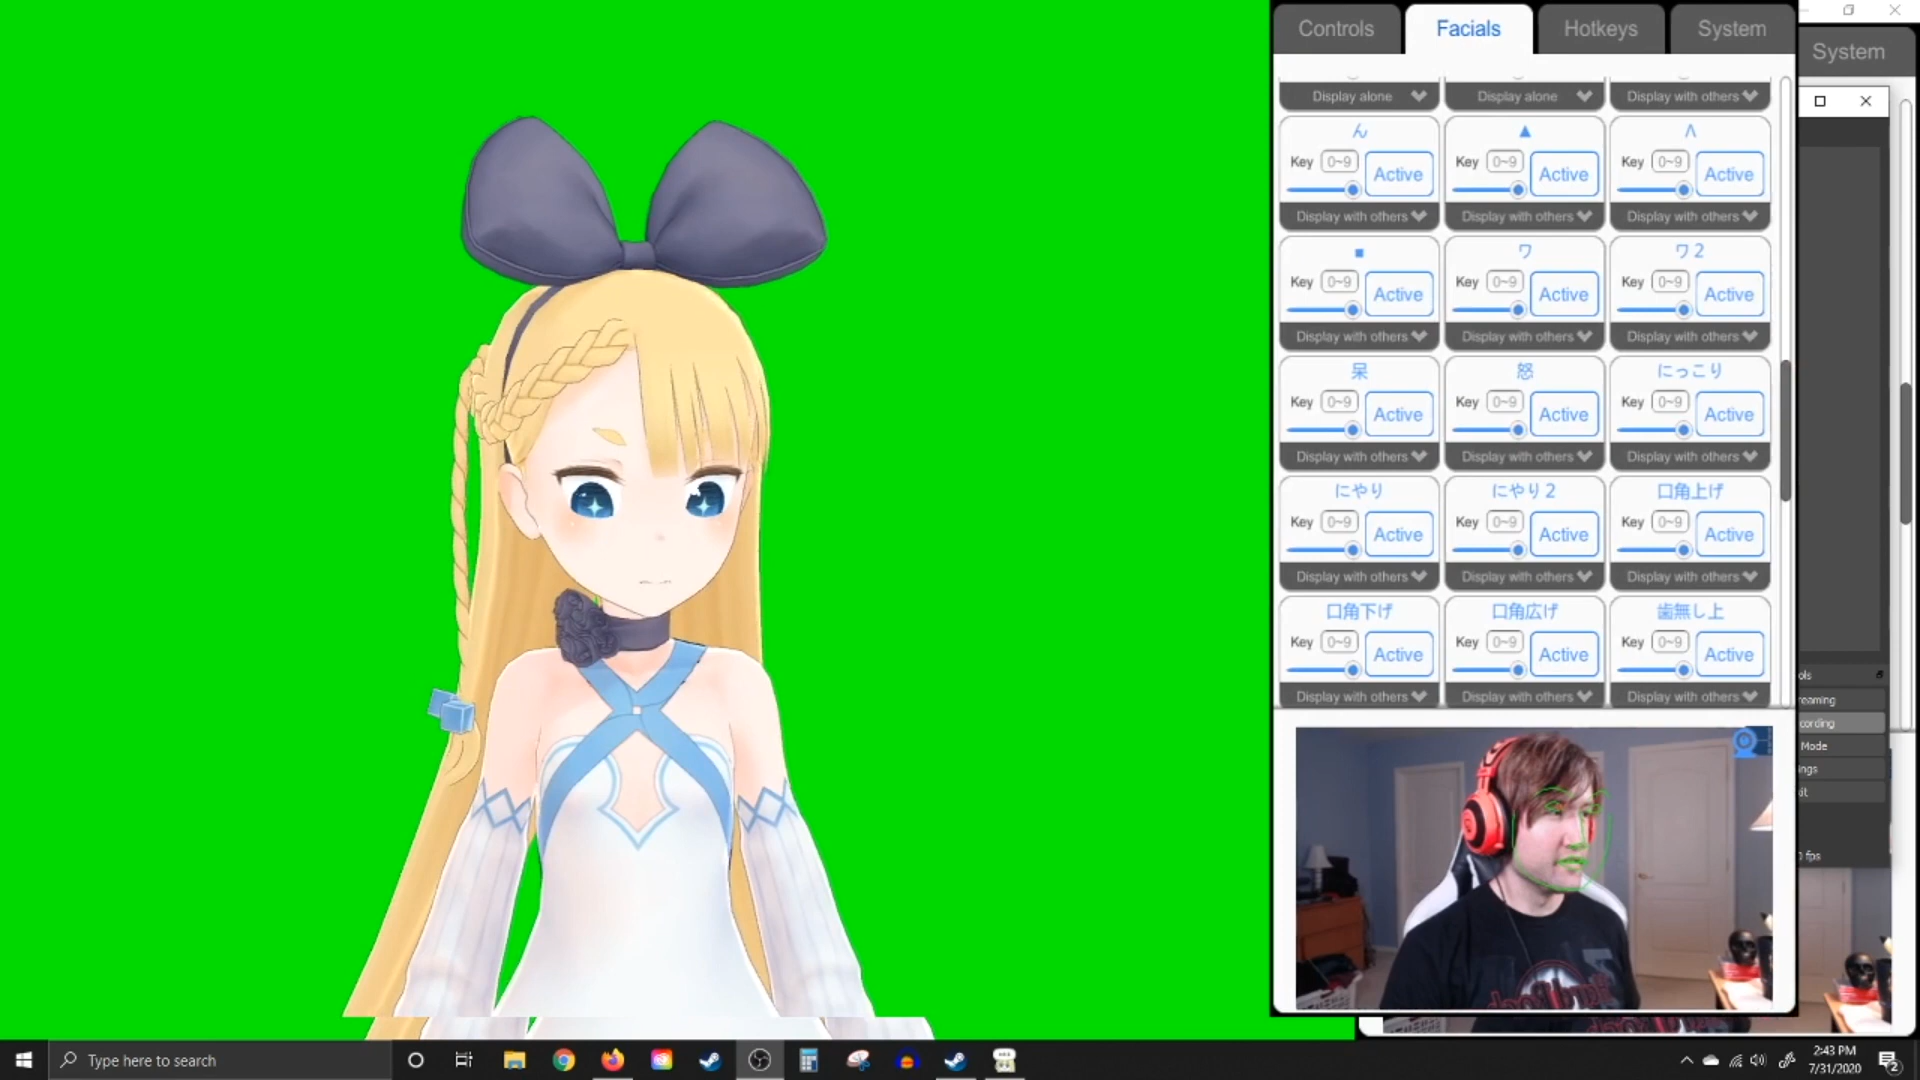 Controls
Facials
Hotkeys
System
System
Display alone
Display alone
Display with others
ん
▲
Λ
Key 0~9 Active
Key 0~9 Active
Key 0~9 Active
Display with others
Display with others
Display with others
■
ワ
ワ2
Key 0~9 Active
Key 0~9 Active
Key 0~9 Active
Display with others
Display with others
Display with others
呆
怒
にっこり
Key 0~9 Active
Key 0~9 Active
Key 0~9 Active
Display with others
Display with others
Display with others
にやり
にやり2
口角上げ
Key 0~9 Active
Key 0~9 Active
Key 0~9 Active
Display with others
Display with others
Display with others
口角下げ
口角広げ
歯無し上
Key 0~9 Active
Key 0~9 Active
Key 0~9 Active
Display with others
Display with others
Display with others
ols
reaming
cording
Mode
ings
xit
fps
Type here to search
2:43 PM
7/31/2020
2